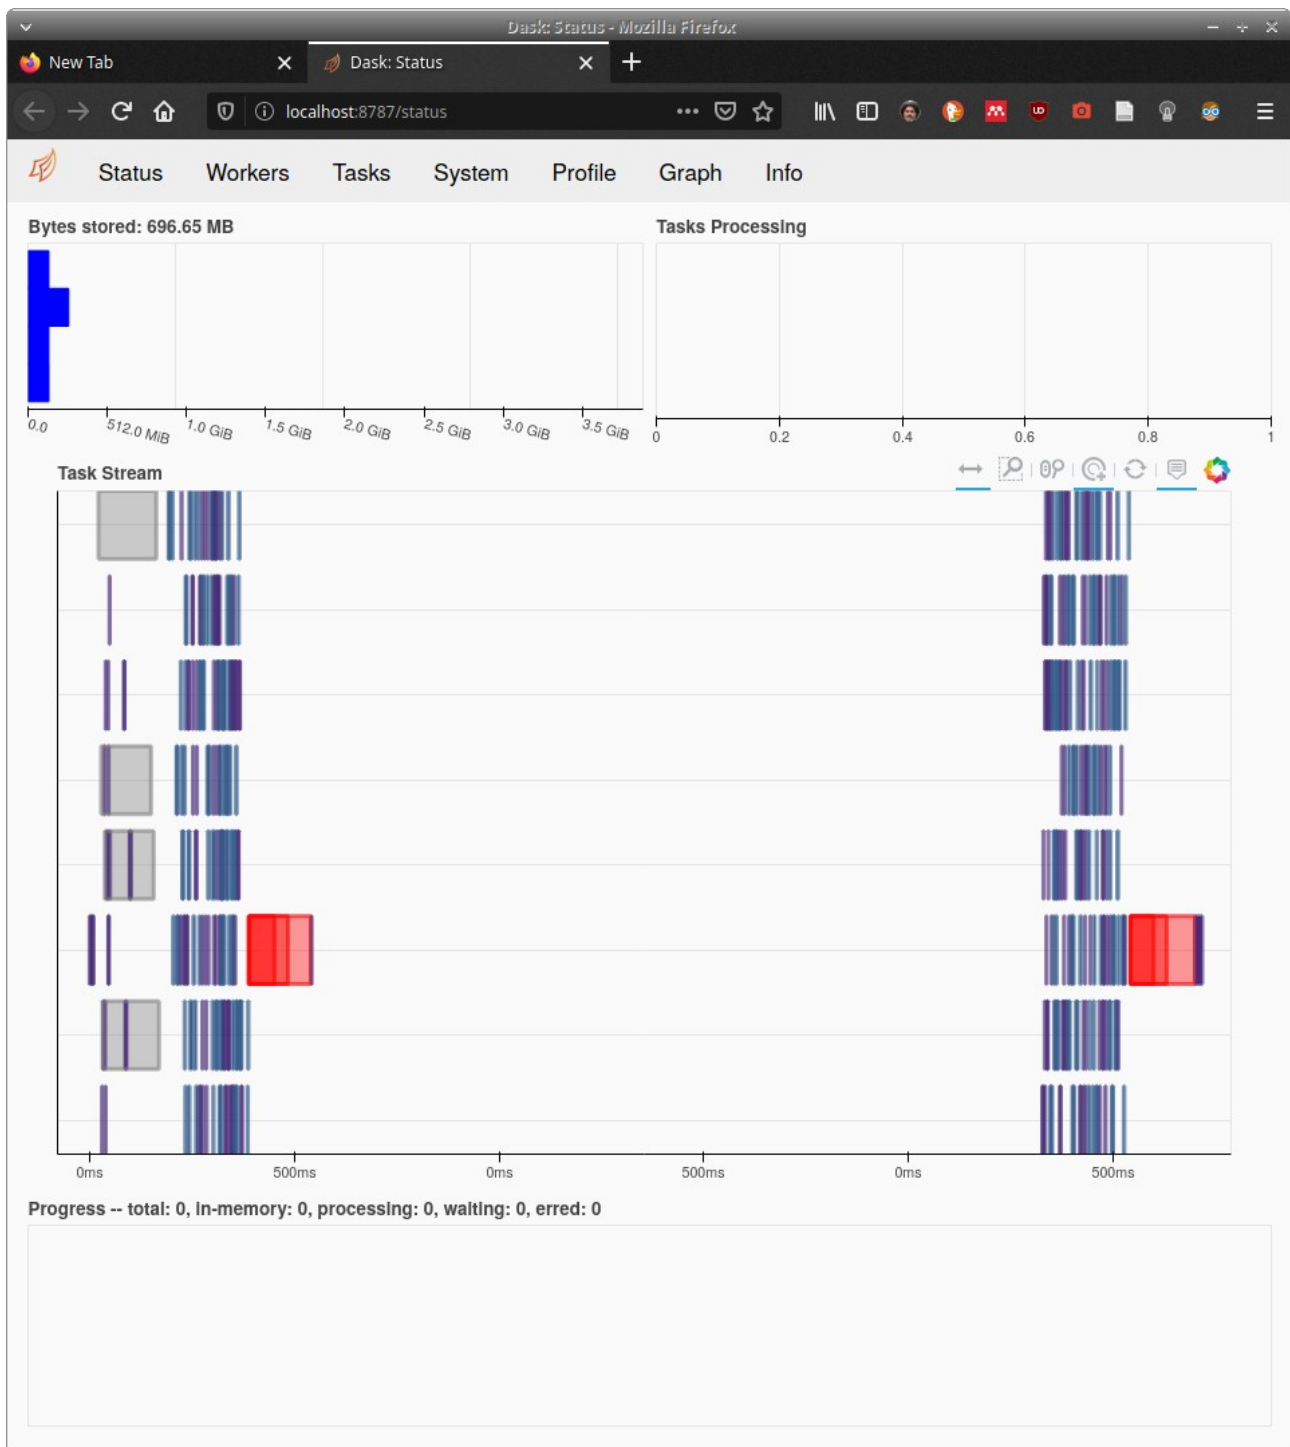 Dask: Status - Mozilla Firefox
New Tab
Dask: Status
localhost:8787/status
Status Workers Tasks System Profile Graph Info
Bytes stored: 696.65 MB
0.0 512.0 MiB 1.0 GiB 1.5 GiB 2.0 GiB 2.5 GiB 3.0 GiB 3.5 GiB
Tasks Processing
0 0.2 0.4 0.6 0.8 1
Task Stream
0ms 500ms 0ms 500ms 0ms 500ms
Progress -- total: 0, in-memory: 0, processing: 0, waiting: 0, erred: 0